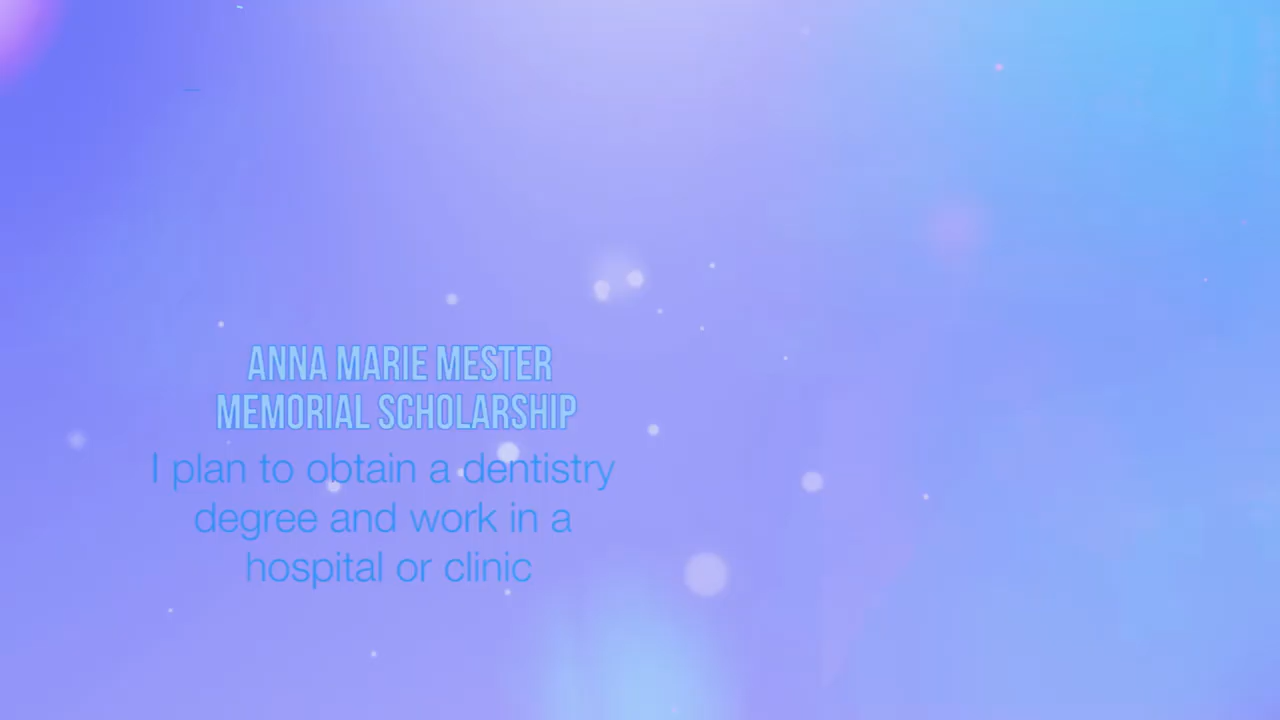 ANNA MARIE MESTER
MEMORIAL SCHOLARSHIP
I plan to obtain a dentistry
degree and work in a
hospital or clinic